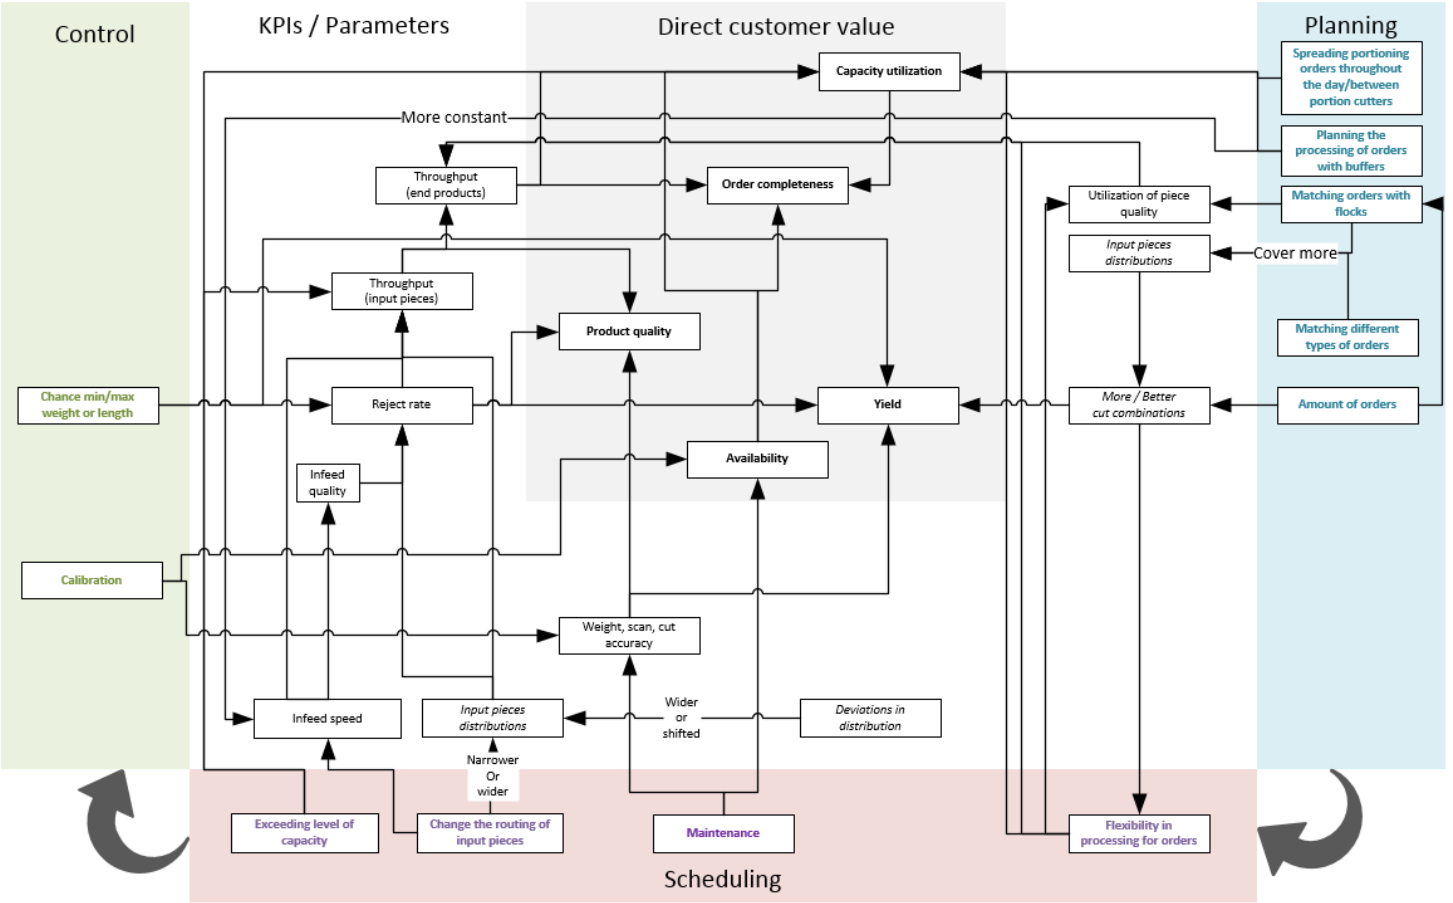 Control
KPIs / Parameters
Direct customer value
Planning
Spreading portioning
orders throughout
the day/between
portion cutters
Capacity utilization
More constant
Planning the
processing of orders
with buffers
Throughput
(end products)
Order completeness
Utilization of piece
quality
Matching orders with
flocks
Input pieces
distributions
Cover more
Throughput
(input pieces)
Product quality
Matching different
types of orders
Chance min/max
weight or length
Reject rate
Yield
More / Better
cut combinations
Amount of orders
Availability
Infeed
quality
Calibration
Weight, scan, cut
accuracy
Infeed speed
Input pieces
distributions
Wider
or
shifted
Deviations in
distribution
Narrower
Or
wider
Exceeding level of
capacity
Change the routing of
input pieces
Maintenance
Flexibility in
processing for orders
Scheduling